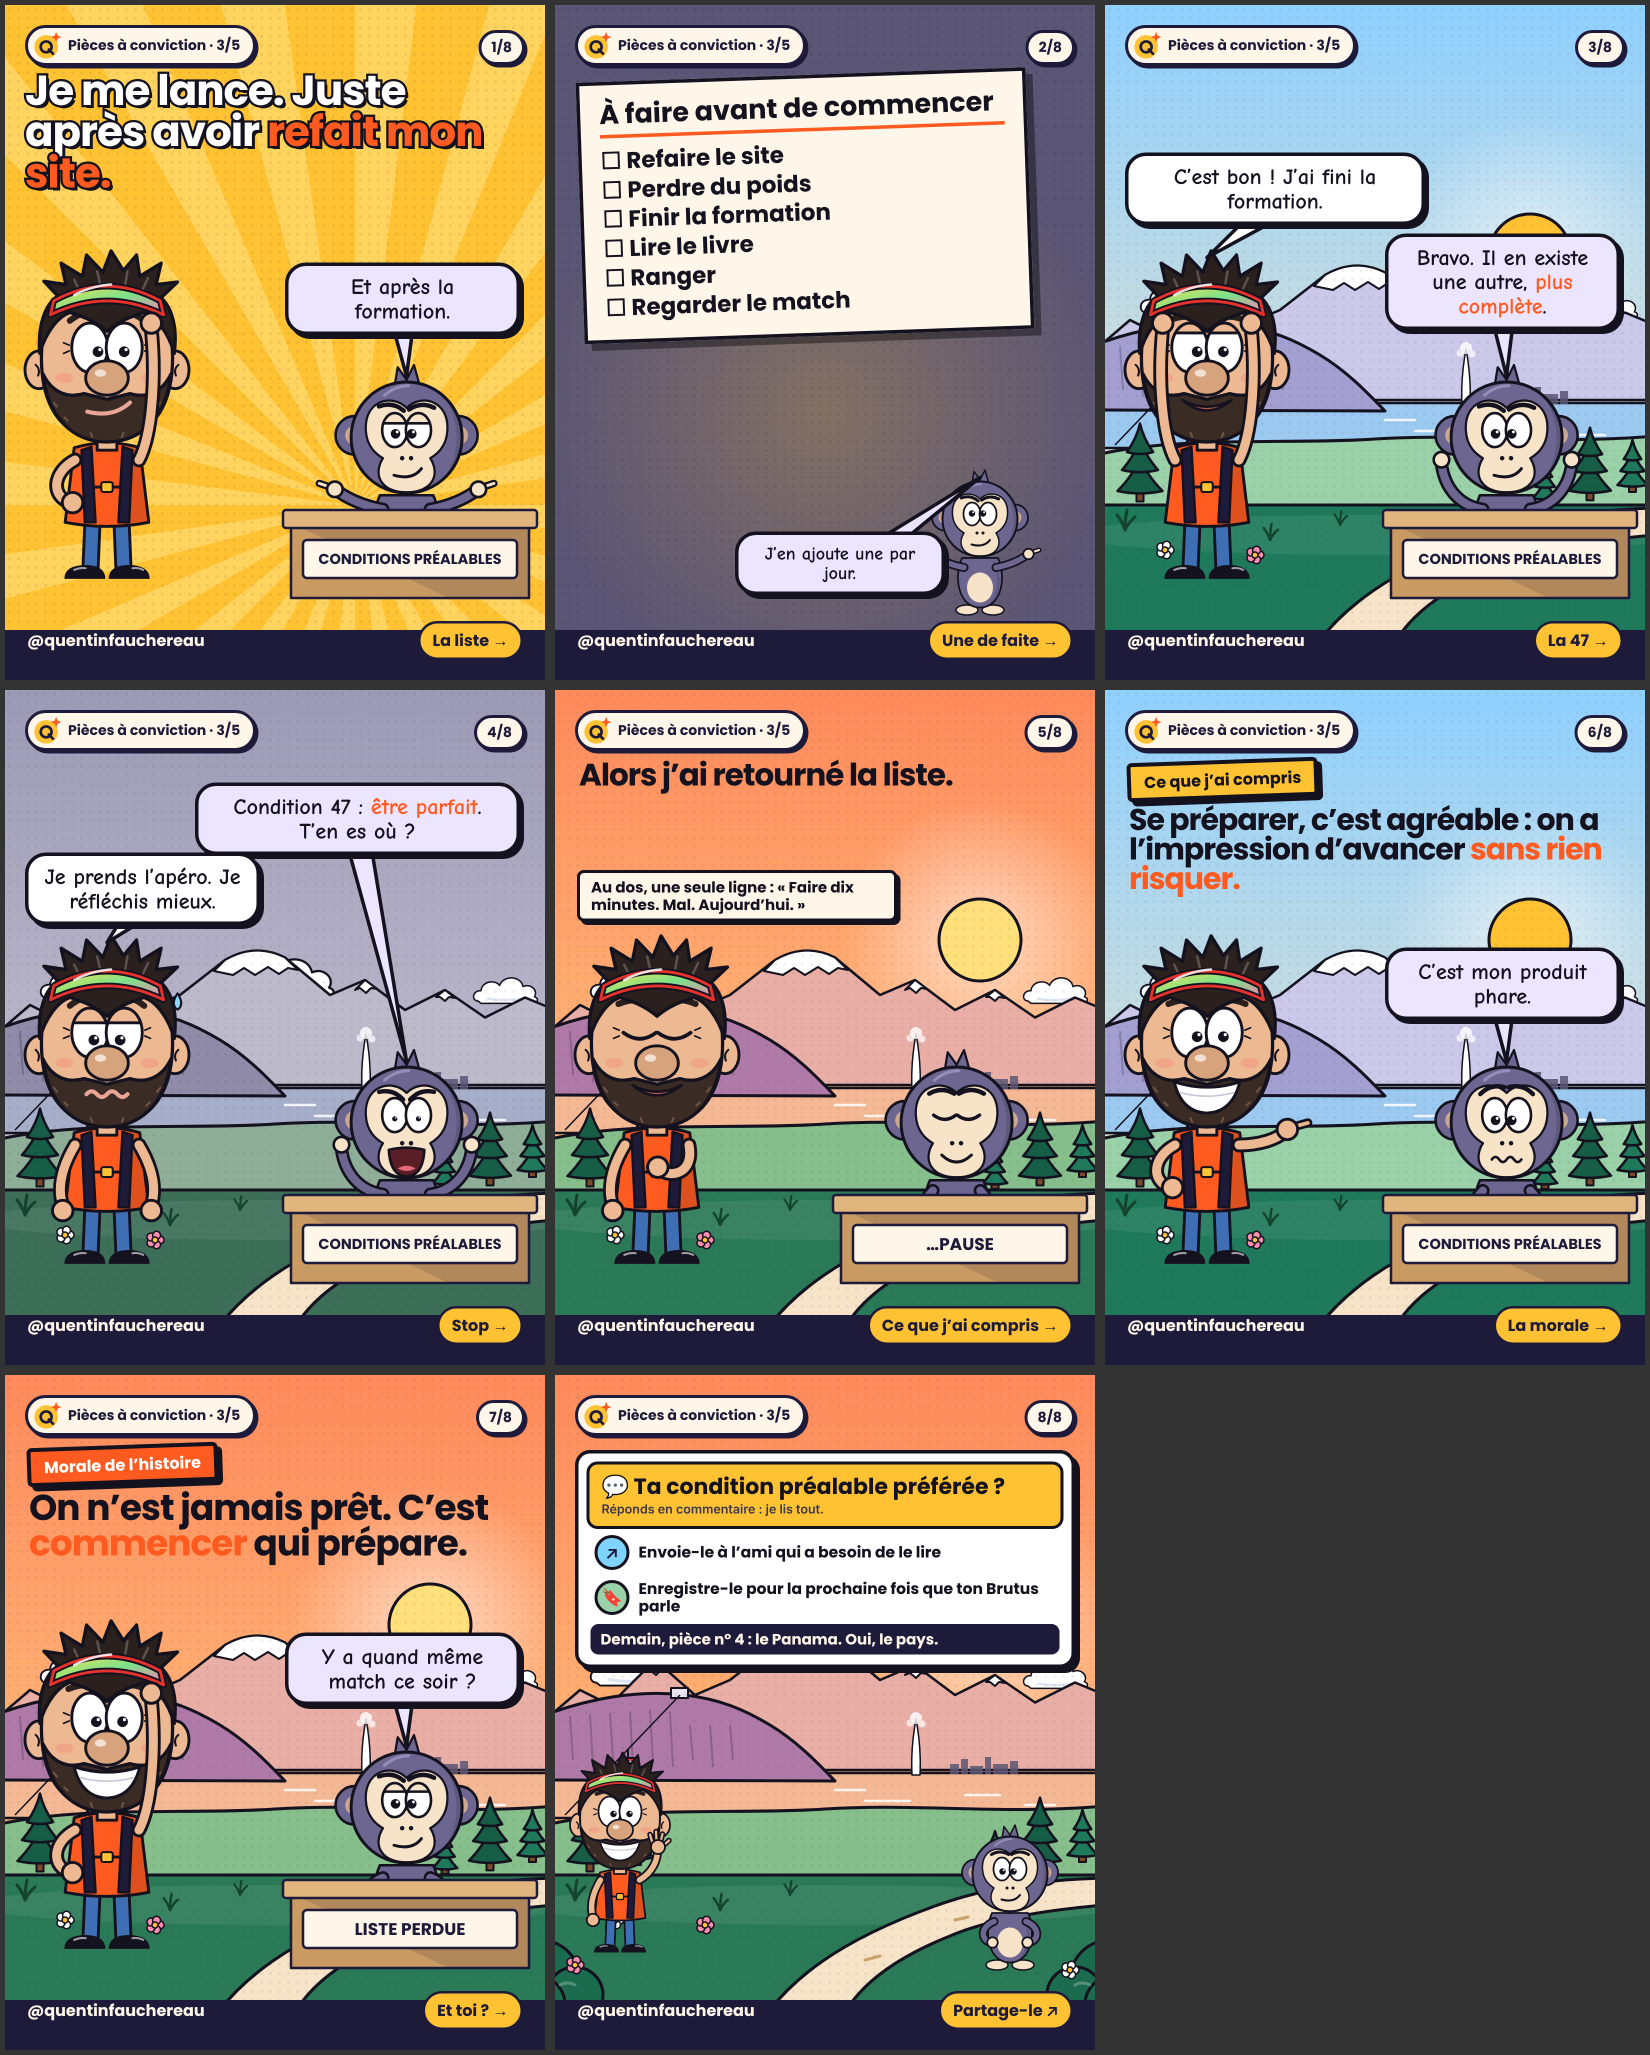 Pièces à conviction · 3/5
1/8
Je me lance. Juste
après avoir refait mon
site.
Et après la
formation.
CONDITIONS PRÉALABLES
@quentinfauchereau
La liste →
Pièces à conviction · 3/5
2/8
À faire avant de commencer
☐ Refaire le site
☐ Perdre du poids
☐ Finir la formation
☐ Lire le livre
☐ Ranger
☐ Regarder le match
J'en ajoute une par
jour.
@quentinfauchereau
Une de faite →
Pièces à conviction · 3/5
3/8
C'est bon ! J'ai fini la
formation.
Bravo. Il en existe
une autre, plus
complète.
CONDITIONS PRÉALABLES
@quentinfauchereau
La 47 →
Pièces à conviction · 3/5
4/8
Condition 47 : être parfait.
T'en es où ?
Je prends l'apéro. Je
réfléchis mieux.
CONDITIONS PRÉALABLES
@quentinfauchereau
Stop →
Pièces à conviction · 3/5
5/8
Alors j'ai retourné la liste.
Au dos, une seule ligne : « Faire dix
minutes. Mal. Aujourd'hui. »
...PAUSE
@quentinfauchereau
Ce que j'ai compris →
Pièces à conviction · 3/5
6/8
Ce que j'ai compris
Se préparer, c'est agréable : on a
l'impression d'avancer sans rien
risquer.
C'est mon produit
phare.
CONDITIONS PRÉALABLES
@quentinfauchereau
La morale →
Pièces à conviction · 3/5
7/8
Morale de l'histoire
On n'est jamais prêt. C'est
commencer qui prépare.
Y a quand même
match ce soir ?
LISTE PERDUE
@quentinfauchereau
Et toi ? →
Pièces à conviction · 3/5
8/8
💬 Ta condition préalable préférée ?
Réponds en commentaire : je lis tout.
Envoie-le à l'ami qui a besoin de le lire
Enregistre-le pour la prochaine fois que ton Brutus
parle
Demain, pièce n° 4 : le Panama. Oui, le pays.
@quentinfauchereau
Partage-le ↗